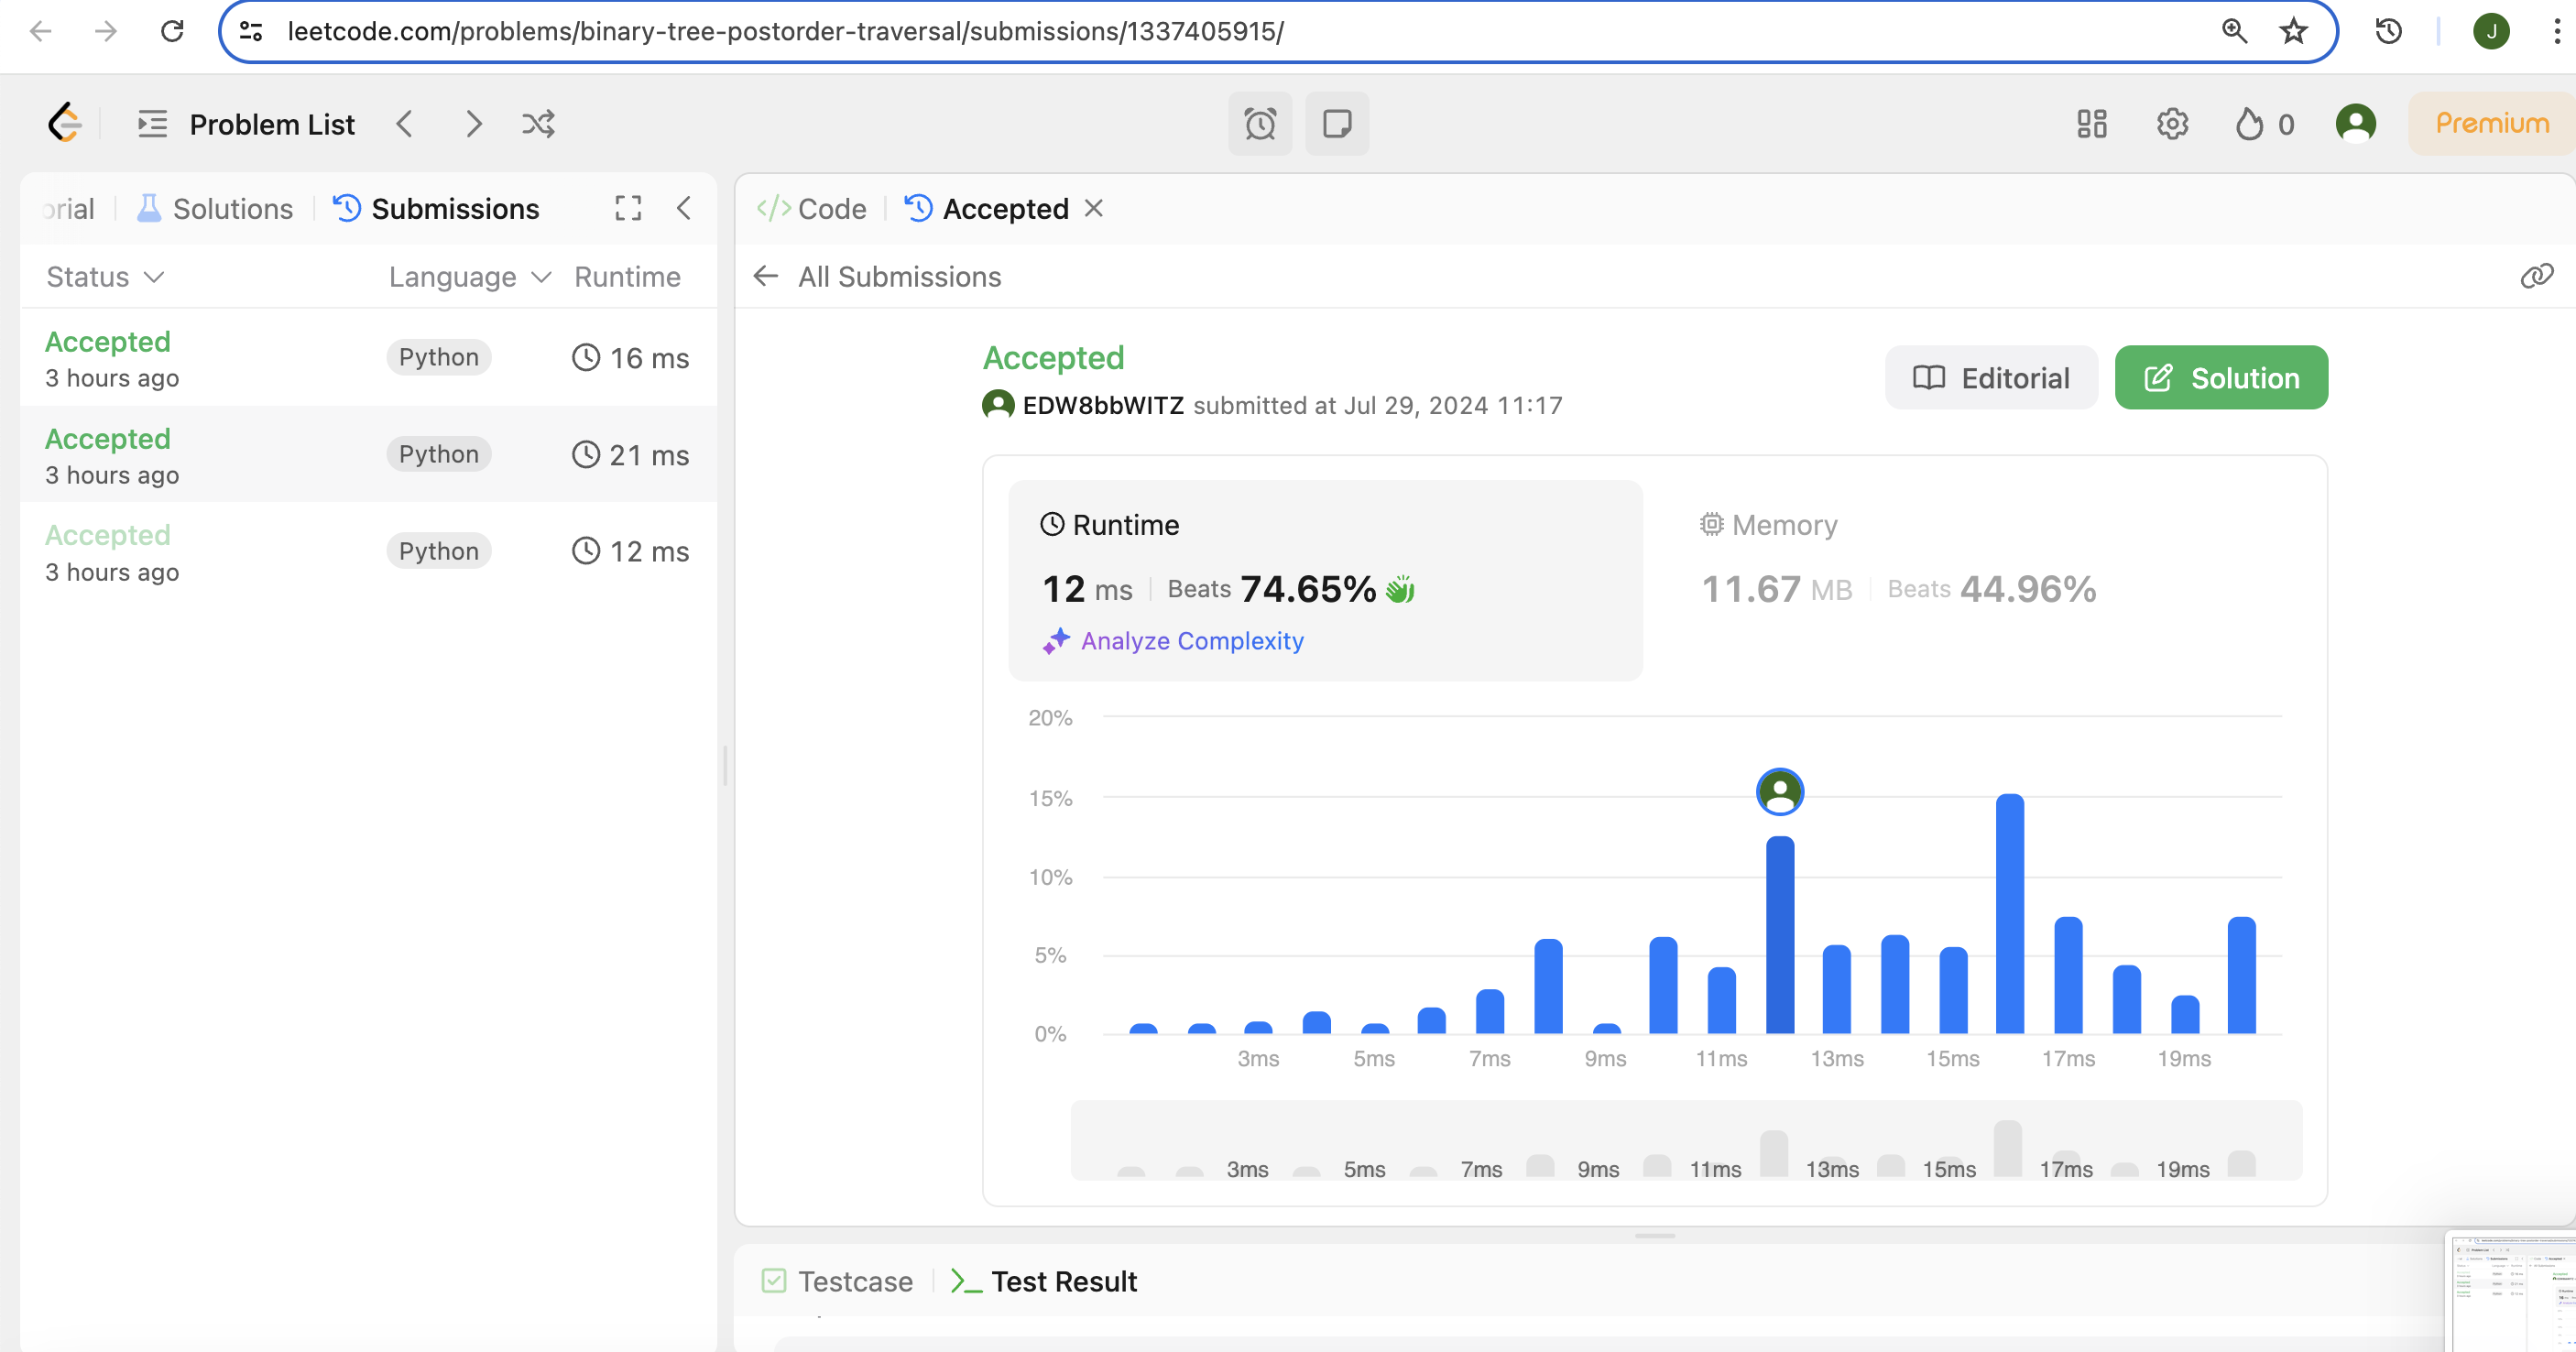 leetcode.com/problems/binary-tree-postorder-traversal/submissions/1337405915/
J
Problem List
0
Premium
orial
Solutions
Submissions
Status
Language
Runtime
Accepted
3 hours ago
Python
16 ms
Accepted
3 hours ago
Python
21 ms
Accepted
3 hours ago
Python
12 ms
</> Code
Accepted
All Submissions
Accepted
EDW8bbWITZ submitted at Jul 29, 2024 11:17
Editorial
Solution
Runtime
12 ms Beats 74.65%
Analyze Complexity
Memory
11.67 MB Beats 44.96%
20%
15%
10%
5%
0%
3ms 5ms 7ms 9ms 11ms 13ms 15ms 17ms 19ms
3ms 5ms 7ms 9ms 11ms 13ms 15ms 17ms 19ms
Testcase
Test Result